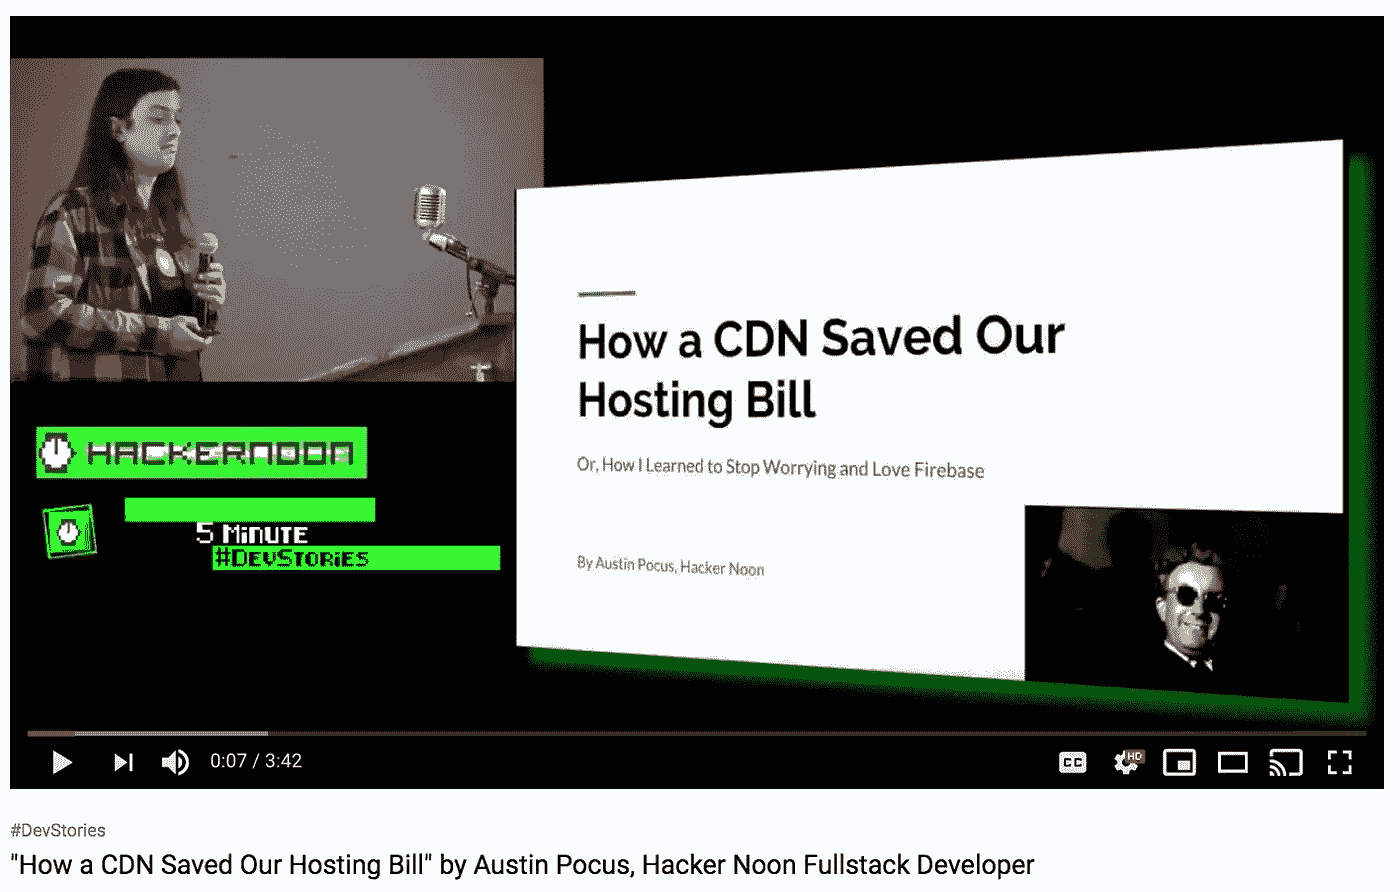 How a CDN Saved Our
Hosting Bill
Or, How I Learned to Stop Worrying and Love Firebase
By Austin Pocus, Hacker Noon
HACKERNOON
5 MiNUTE
#DEVSTORiES
0:07 / 3:42
CC
HD
#DevStories
"How a CDN Saved Our Hosting Bill" by Austin Pocus, Hacker Noon Fullstack Developer